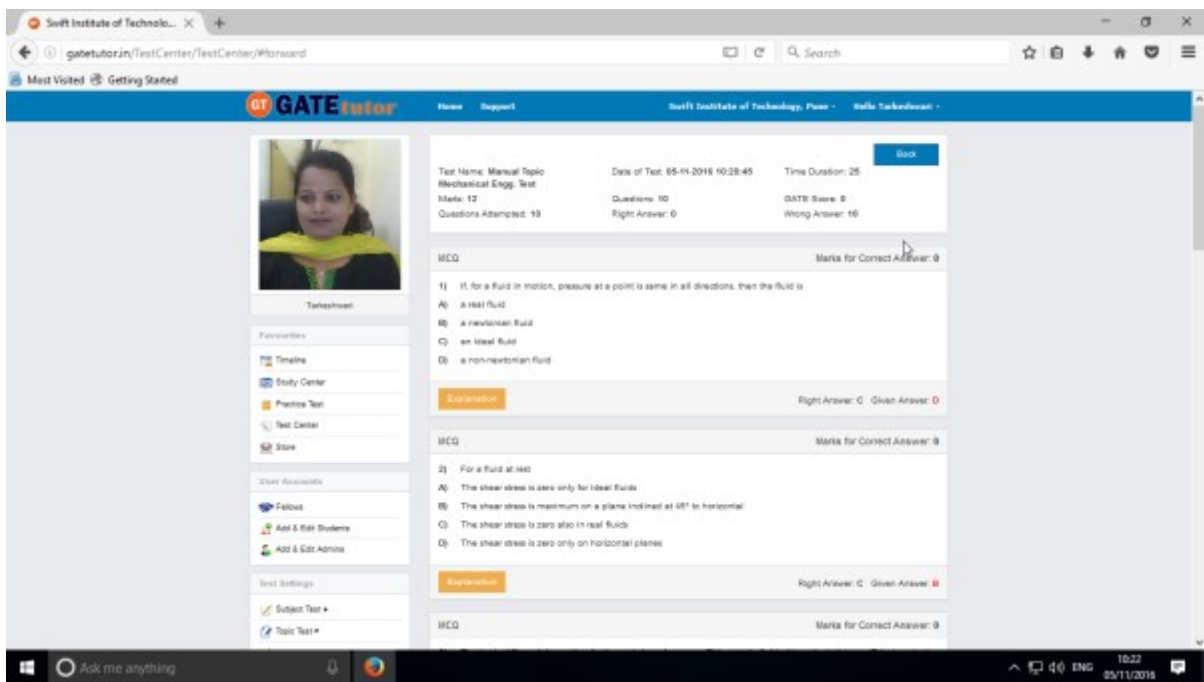 Swift Institute of Technolo...
gatetutor.in/TestCenter/TestCenter/#forward
Search
Most Visited Getting Started
GT GATEtutor Home Support Swift Institute of Technology, Pune Hello Tarkeshwari
Back
Test Name: Manual Topic Mechanical Engg. Test
Date of Test: 05-11-2016 10:20:45
Time Duration: 25
Marks: 12
Questions: 10
GATE Score: 0
Questions Attempted: 10
Right Answer: 0
Wrong Answer: 10
Tarkeshwari
Favourites
Timeline
Study Center
Practice Test
Test Center
Store
User Accounts
Fellows
Add & Edit Students
Add & Edit Admins
Test Settings
Subject Test
Topic Test
MCQ Marks for Correct Answer: 0
1) If, for a fluid in motion, pressure at a point is same in all directions, then the fluid is
A) a real fluid
B) a newtonian fluid
C) an ideal fluid
D) a non-newtonian fluid
Explanation Right Answer: C Given Answer: D
MCQ Marks for Correct Answer: 0
2) For a fluid at rest
A) The shear stress is zero only for ideal fluids
B) The shear stress is maximum on a plane inclined at 45° to horizontal
C) The shear stress is zero also in real fluids
D) The shear stress is zero only on horizontal planes
Explanation Right Answer: C Given Answer: B
MCQ Marks for Correct Answer: 0
Ask me anything
ENG
10:22
05/11/2016